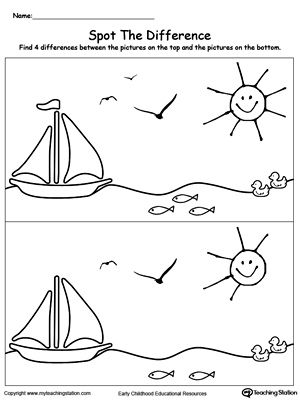 Name:
Spot The Difference
Find 4 differences between the pictures on the top and the pictures on the bottom.
Copyright www.myteachingstation.com
Early Childhood Educational Resources
TeachingStation